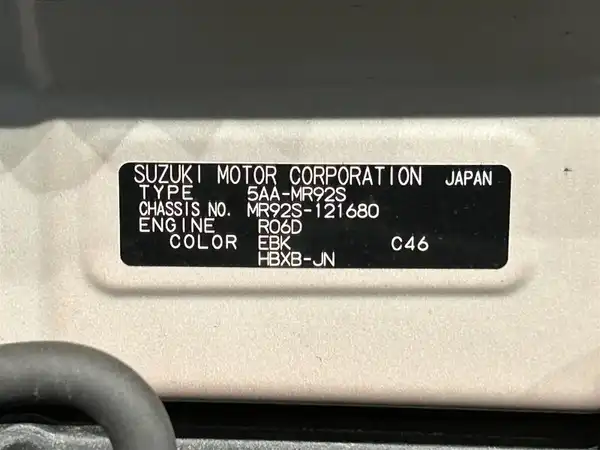 SUZUKI MOTOR CORPORATION JAPAN
TYPE 5AA-MR92S
CHASSIS NO. MR92S-121680
ENGINE R06D
COLOR EBK C46
HBXB-JN